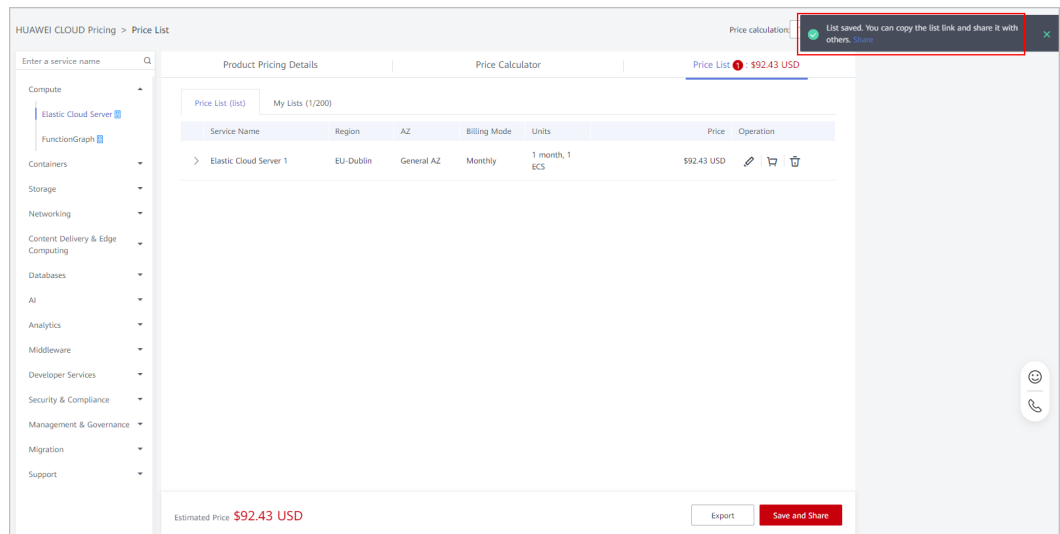 HUAWEI CLOUD Pricing > Price List
Price calculation:
List saved. You can copy the list link and share it with
others. Share
Enter a service name
Product Pricing Details
Price Calculator
Price List 1 : $92.43 USD
Compute
Elastic Cloud Server
FunctionGraph
Containers
Storage
Networking
Content Delivery & Edge
Computing
Databases
AI
Analytics
Middleware
Developer Services
Security & Compliance
Management & Governance
Migration
Support
Price List (list)
My Lists (1/200)
Service Name Region AZ Billing Mode Units Price Operation
Elastic Cloud Server 1 EU-Dublin General AZ Monthly 1 month, 1
ECS
$92.43 USD
Estimated Price $92.43 USD
Export
Save and Share